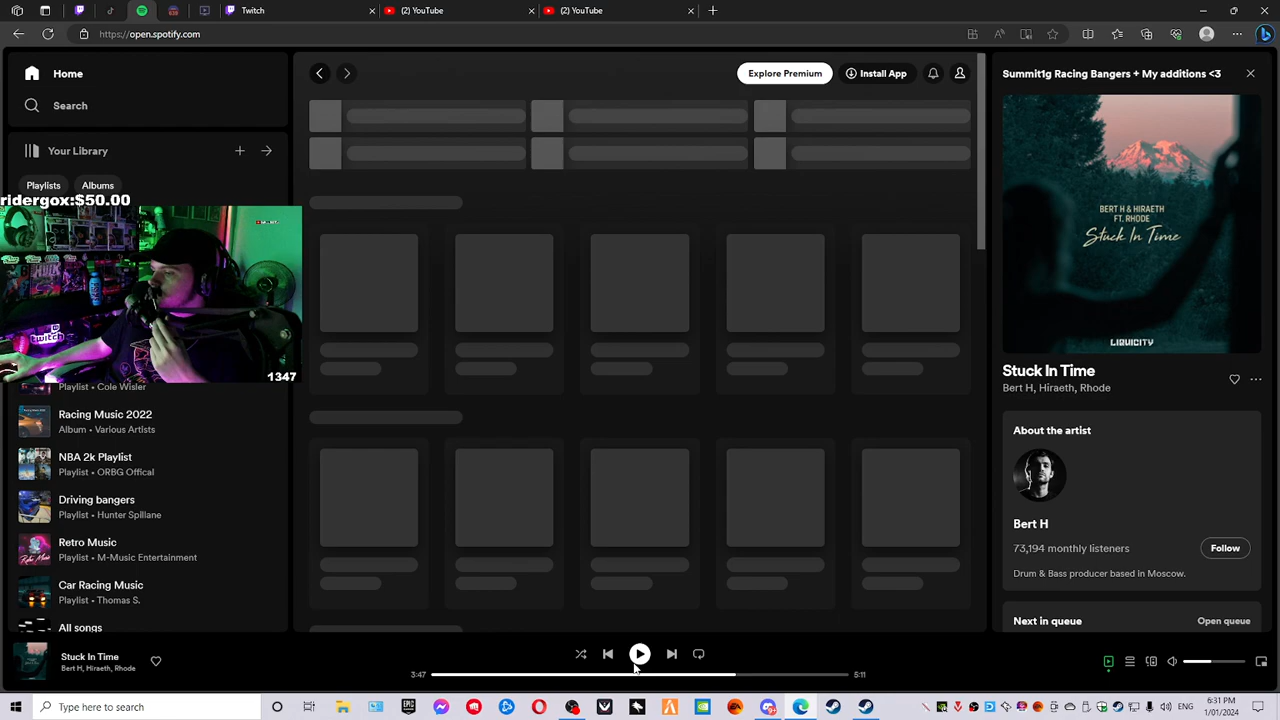 Twitch
(2) YouTube
(2) YouTube
https://open.spotify.com
Home
Search
Your Library
Playlists
Albums
ridergox:$50.00
1347
Playlist • Cole Wisler
Racing Music 2022
Album • Various Artists
NBA 2k Playlist
Playlist • ORBG Offical
Driving bangers
Playlist • Hunter Spillane
Retro Music
Playlist • M-Music Entertainment
Car Racing Music
Playlist • Thomas S.
All songs
Explore Premium
Install App
Summit1g Racing Bangers + My additions <3
BERT H & HIRAETH
FT. RHODE
Stuck In Time
LIQUICITY
Stuck In Time
Bert H, Hiraeth, Rhode
About the artist
Bert H
73,194 monthly listeners
Follow
Drum & Bass producer based in Moscow.
Next in queue
Open queue
Stuck In Time
Bert H, Hiraeth, Rhode
3:47
5:11
Type here to search
6:31 PM
1/01/2024